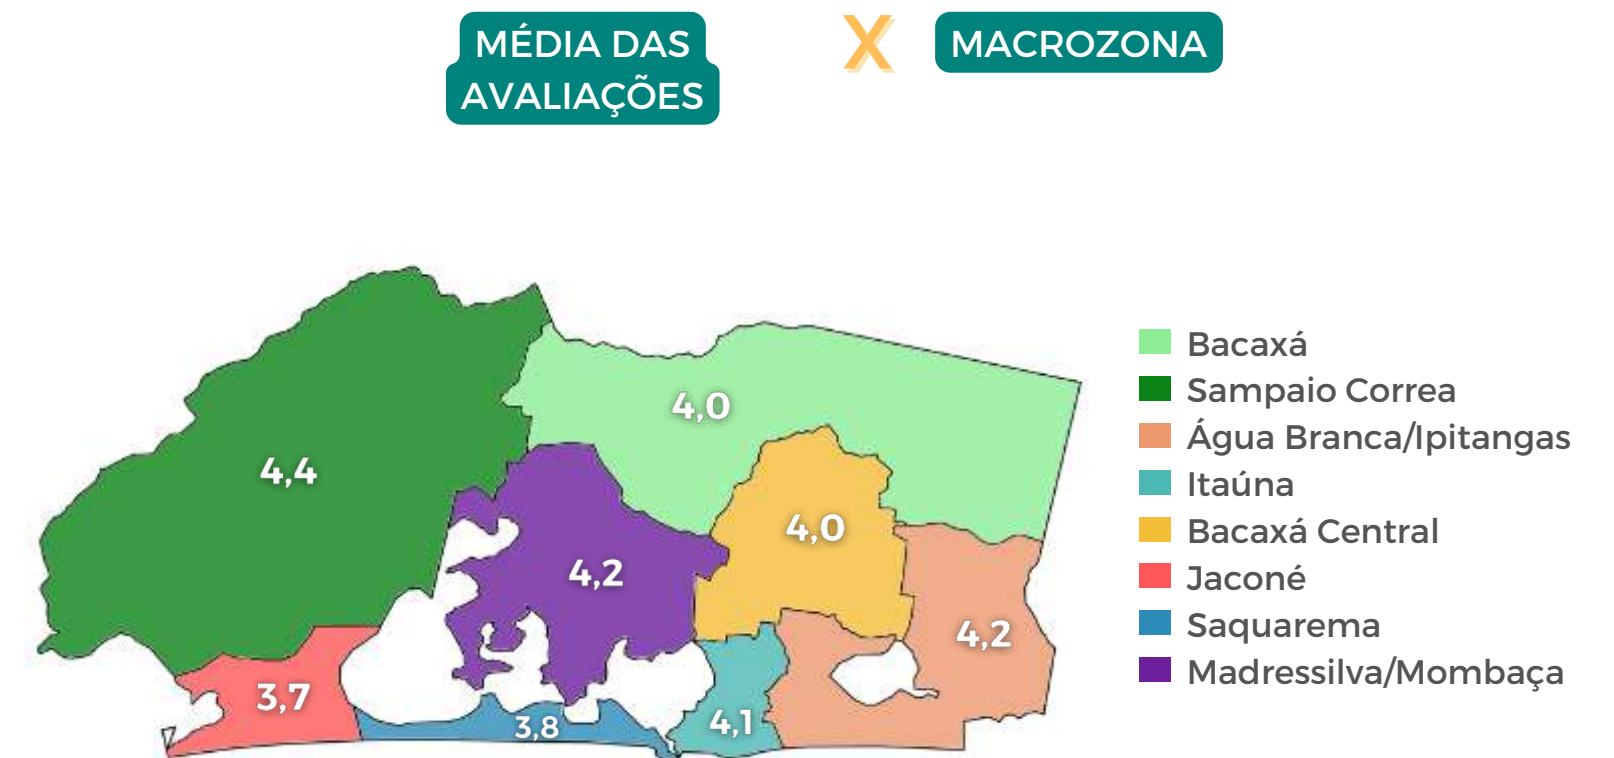 MÉDIA DAS
AVALIAÇÕES
X
MACROZONA
4,4
4,0
4,0
4,2
4,2
3,7
3,8
4,1
Bacaxá
Sampaio Correa
Água Branca/Ipitangas
Itaúna
Bacaxá Central
Jaconé
Saquarema
Madressilva/Mombaça